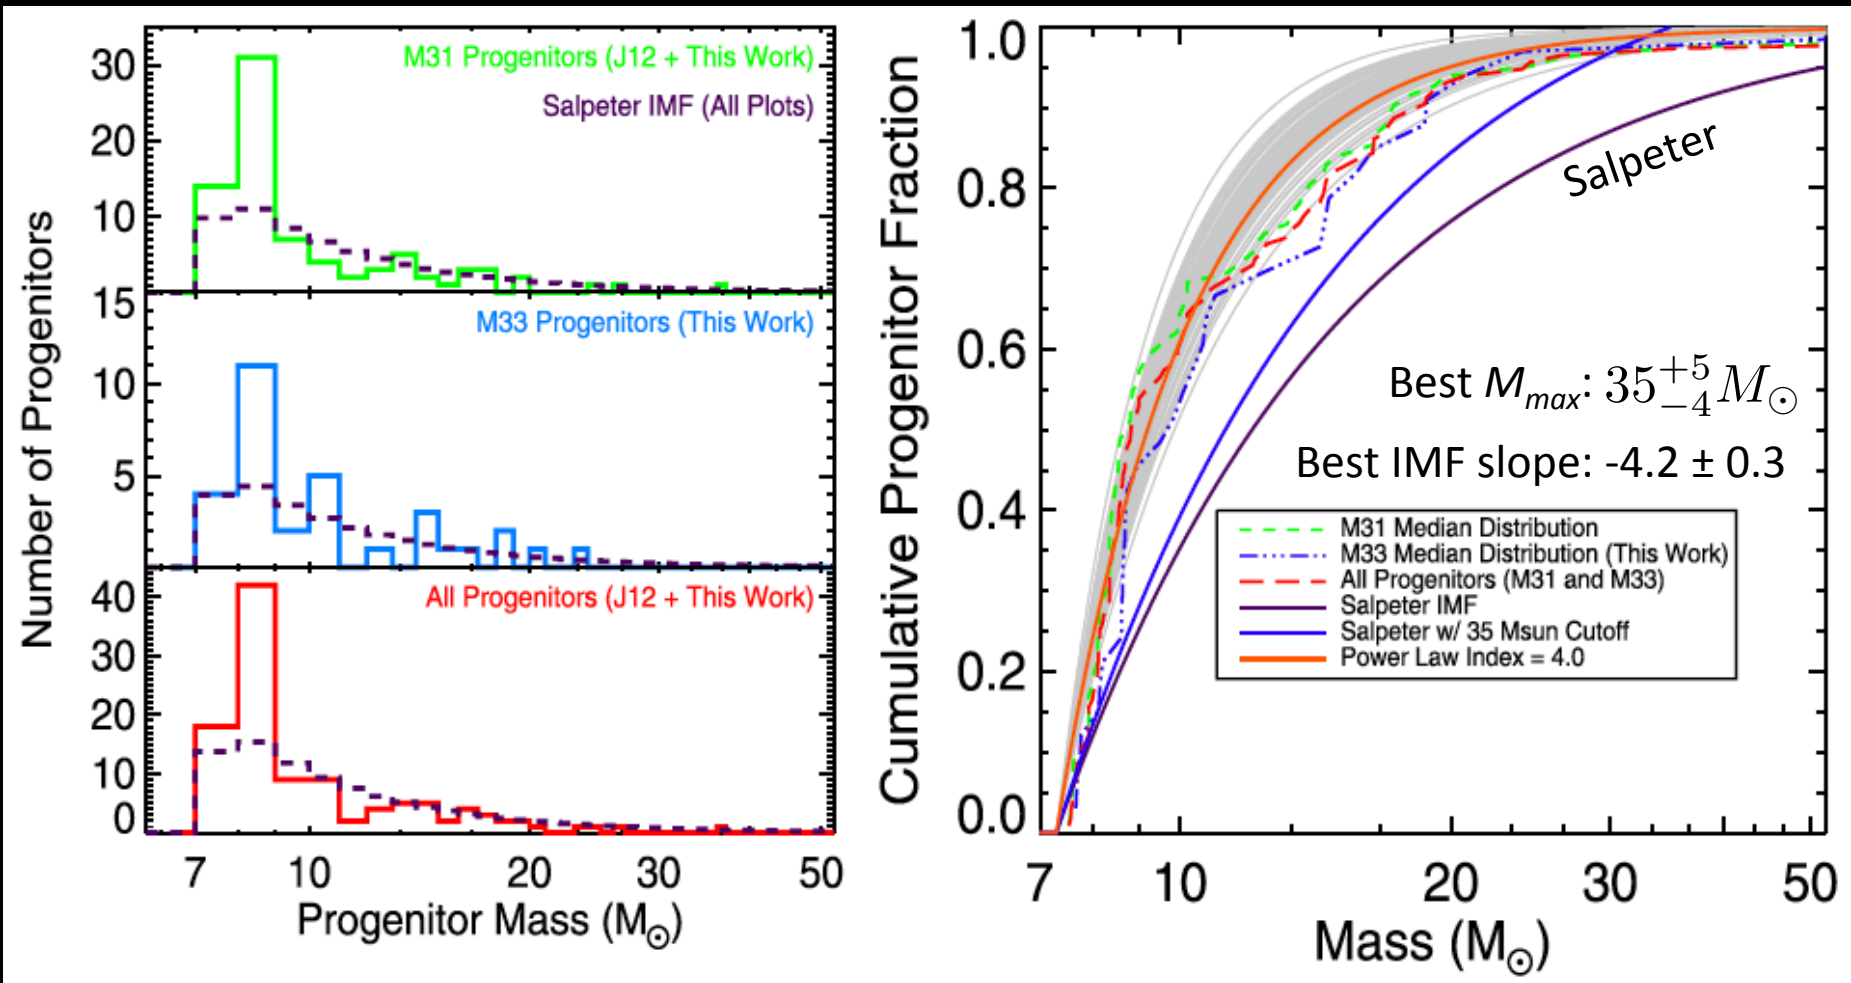 Number of Progenitors
30
20
10
M31 Progenitors (J12 + This Work)
Salpeter IMF (All Plots)
15
10
5
M33 Progenitors (This Work)
40
30
20
10
0
All Progenitors (J12 + This Work)
7 10 20 30 50
Progenitor Mass (M☉)
Cumulative Progenitor Fraction
1.0
0.8
0.6
0.4
0.2
0.0
Salpeter
Best Mmax: 35+5−4M☉
Best IMF slope: -4.2 ± 0.3
M31 Median Distribution
M33 Median Distribution (This Work)
All Progenitors (M31 and M33)
Salpeter IMF
Salpeter w/ 35 Msun Cutoff
Power Law Index = 4.0
7 10 20 30 50
Mass (M☉)